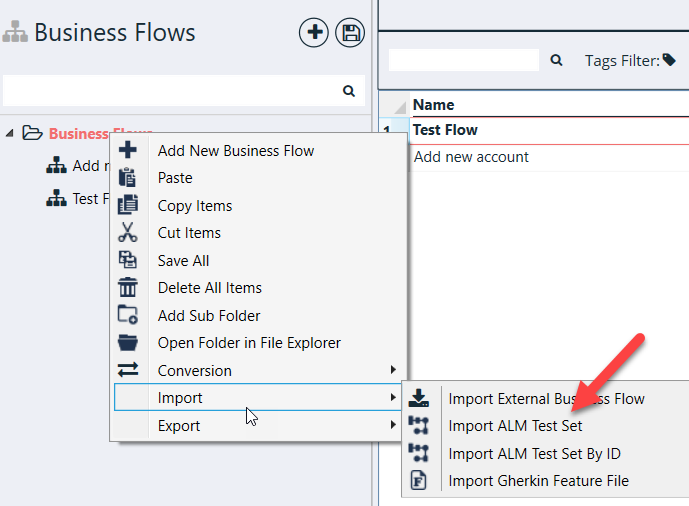 Business Flows
Tags Filter:
Name
Business Flows
1
Test Flow
Add n
Add new account
Test F
Add New Business Flow
Paste
Copy Items
Cut Items
Save All
Delete All Items
Add Sub Folder
Open Folder in File Explorer
Conversion
Import
Export
Import External Business Flow
Import ALM Test Set
Import ALM Test Set By ID
Import Gherkin Feature File